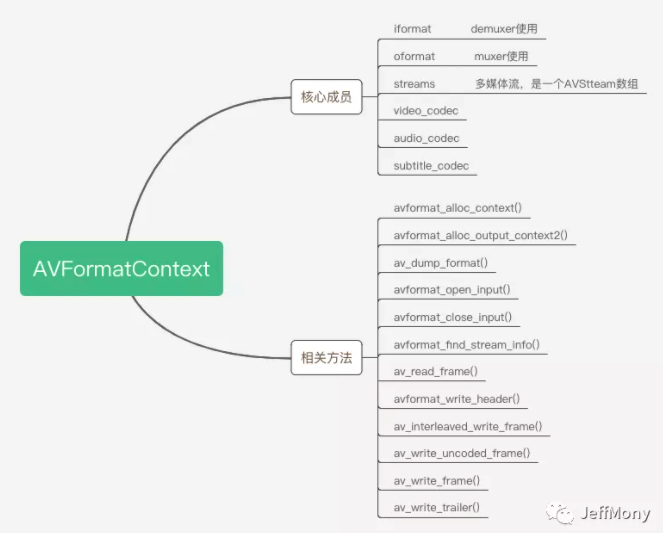 AVFormatContext
核心成员
iformat demuxer使用
oformat muxer使用
streams 多媒体流，是一个AVStteam数组
video_codec
audio_codec
subtitle_codec
相关方法
avformat_alloc_context()
avformat_alloc_output_context2()
av_dump_format()
avformat_open_input()
avformat_close_input()
avformat_find_stream_info()
av_read_frame()
avformat_write_header()
av_interleaved_write_frame()
av_write_uncoded_frame()
av_write_frame()
av_write_trailer()
JeffMony